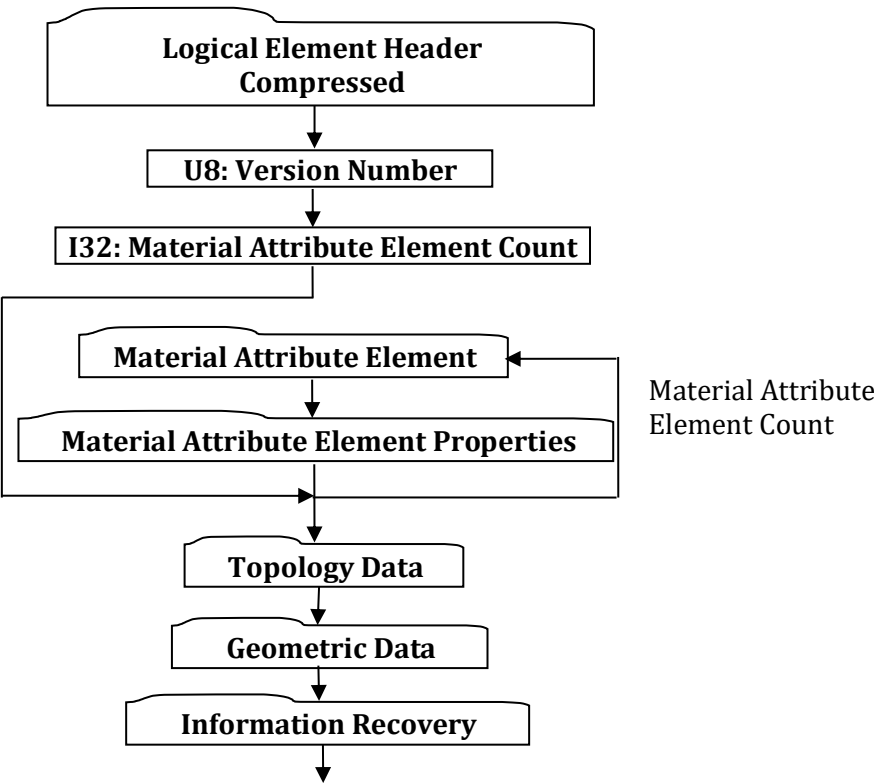 Logical Element Header
Compressed
U8: Version Number
I32: Material Attribute Element Count
Material Attribute Element
Material Attribute
Element Count
Material Attribute Element Properties
Topology Data
Geometric Data
Information Recovery